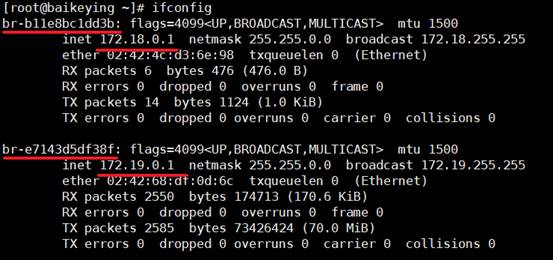 [root@baikeying ~]# ifconfig
br-b11e8bc1dd3b: flags=4099<UP,BROADCAST,MULTICAST>  mtu 1500
inet 172.18.0.1  netmask 255.255.0.0  broadcast 172.18.255.255
ether 02:42:4c:d3:6e:98  txqueuelen 0  (Ethernet)
RX packets 6  bytes 476 (476.0 B)
RX errors 0  dropped 0  overruns 0  frame 0
TX packets 14  bytes 1124 (1.0 KiB)
TX errors 0  dropped 0 overruns 0  carrier 0  collisions 0
br-e7143d5df38f: flags=4099<UP,BROADCAST,MULTICAST>  mtu 1500
inet 172.19.0.1  netmask 255.255.0.0  broadcast 172.19.255.255
ether 02:42:68:df:0d:6c  txqueuelen 0  (Ethernet)
RX packets 2550  bytes 174713 (170.6 KiB)
RX errors 0  dropped 0  overruns 0  frame 0
TX packets 2585  bytes 73426424 (70.0 MiB)
TX errors 0  dropped 0 overruns 0  carrier 0  collisions 0